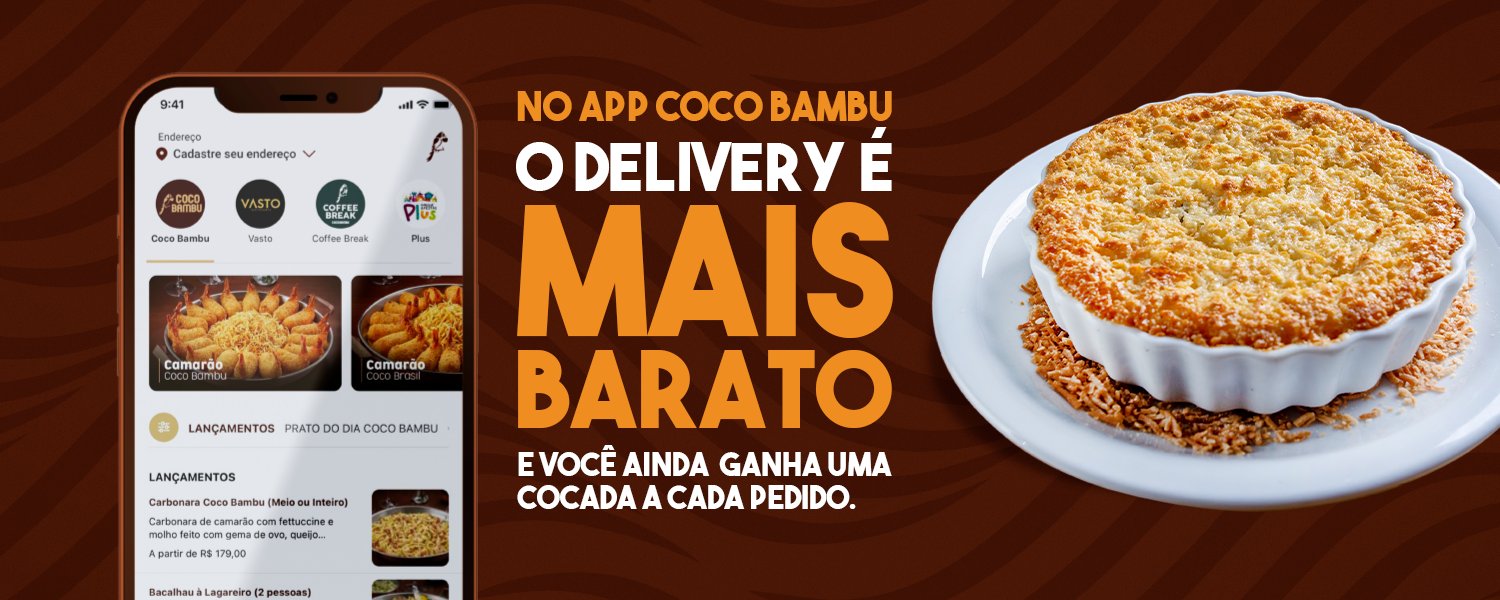 9:41
Endereço
Cadastre seu endereço
COCO
BAMBU
VASTO
COFFEE
BREAK
Plus
Coco Bambu
Vasto
Coffee Break
Plus
Camarão
Coco Bambu
Camarão
Coco Brasil
LANÇAMENTOS PRATO DO DIA COCO BAMBU
LANÇAMENTOS
Carbonara Coco Bambu (Meio ou Inteiro)
Carbonara de camarão com fettuccine e
molho feito com gema de ovo, queijo...
A partir de R$ 179,00
Bacalhau à Lagareiro (2 pessoas)
NO APP COCO BAMBU
O DELIVERY É
MAIS
BARATO
E VOCÊ AINDA GANHA UMA
COCADA A CADA PEDIDO.